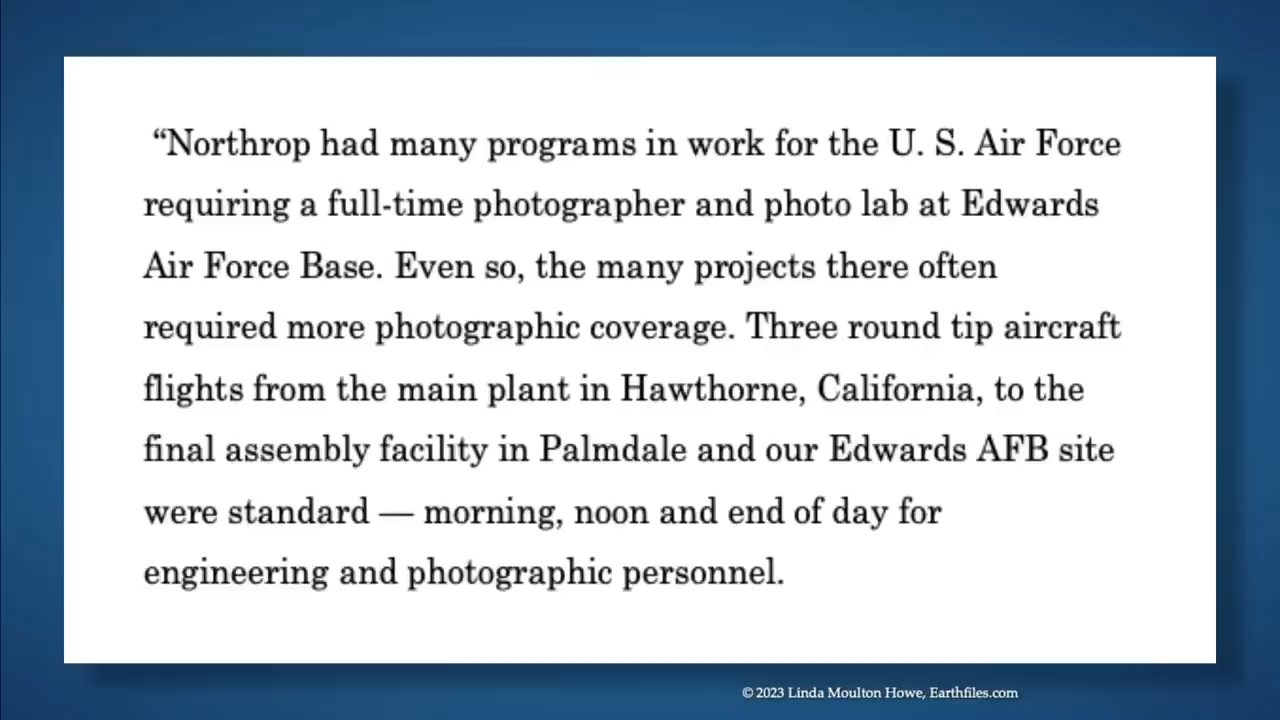 “Northrop had many programs in work for the U. S. Air Force
requiring a full-time photographer and photo lab at Edwards
Air Force Base. Even so, the many projects there often
required more photographic coverage. Three round tip aircraft
flights from the main plant in Hawthorne, California, to the
final assembly facility in Palmdale and our Edwards AFB site
were standard — morning, noon and end of day for
engineering and photographic personnel.
© 2023 Linda Moulton Howe, Earthfiles.com